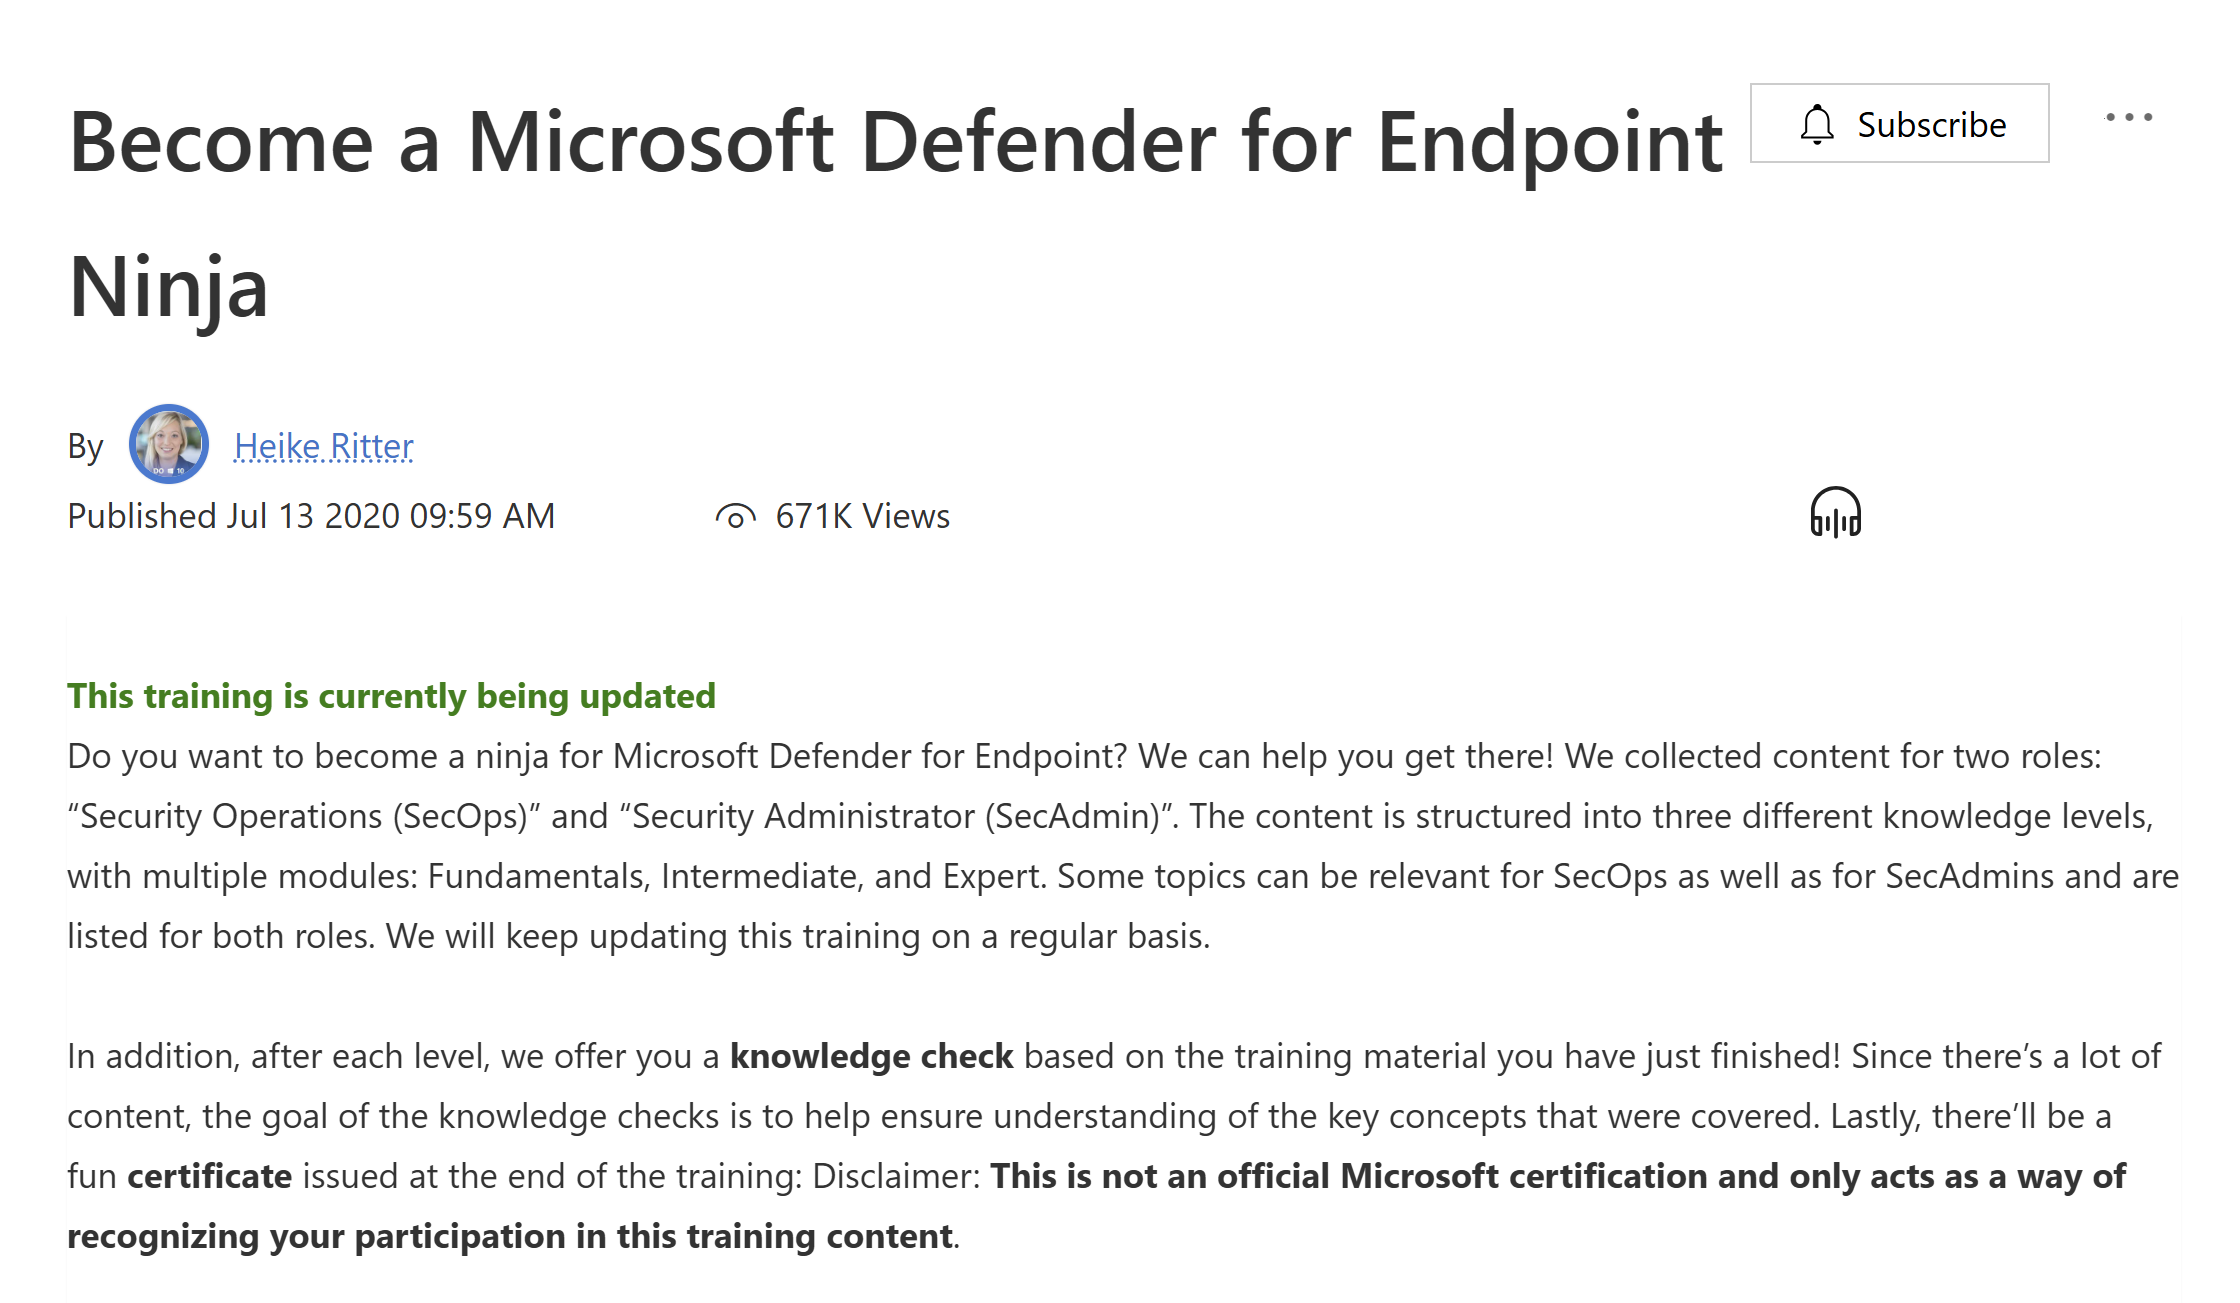 Become a Microsoft Defender for Endpoint
Subscribe
Ninja
By Heike Ritter
Published Jul 13 2020 09:59 AM
671K Views
This training is currently being updated
Do you want to become a ninja for Microsoft Defender for Endpoint? We can help you get there! We collected content for two roles:
“Security Operations (SecOps)” and “Security Administrator (SecAdmin)”. The content is structured into three different knowledge levels,
with multiple modules: Fundamentals, Intermediate, and Expert. Some topics can be relevant for SecOps as well as for SecAdmins and are
listed for both roles. We will keep updating this training on a regular basis.
In addition, after each level, we offer you a knowledge check based on the training material you have just finished! Since there’s a lot of
content, the goal of the knowledge checks is to help ensure understanding of the key concepts that were covered. Lastly, there’ll be a
fun certificate issued at the end of the training: Disclaimer: This is not an official Microsoft certification and only acts as a way of
recognizing your participation in this training content.